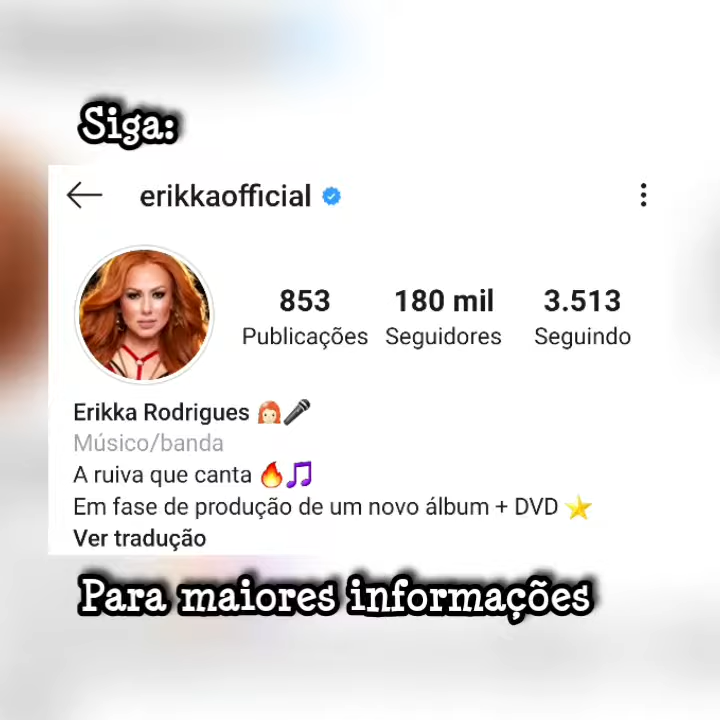 Siga:
erikkaofficial
853 180 mil 3.513
Publicações Seguidores Seguindo
Erikka Rodrigues 👩🏻‍🦰🎤
Músico/banda
A ruiva que canta 🔥🎵
Em fase de produção de um novo álbum + DVD ⭐
Ver tradução
Para maiores informações